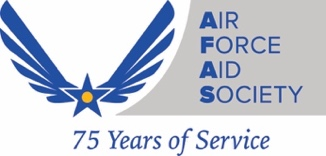 AIR
FORCE
AID
SOCIETY
75 Years of Service